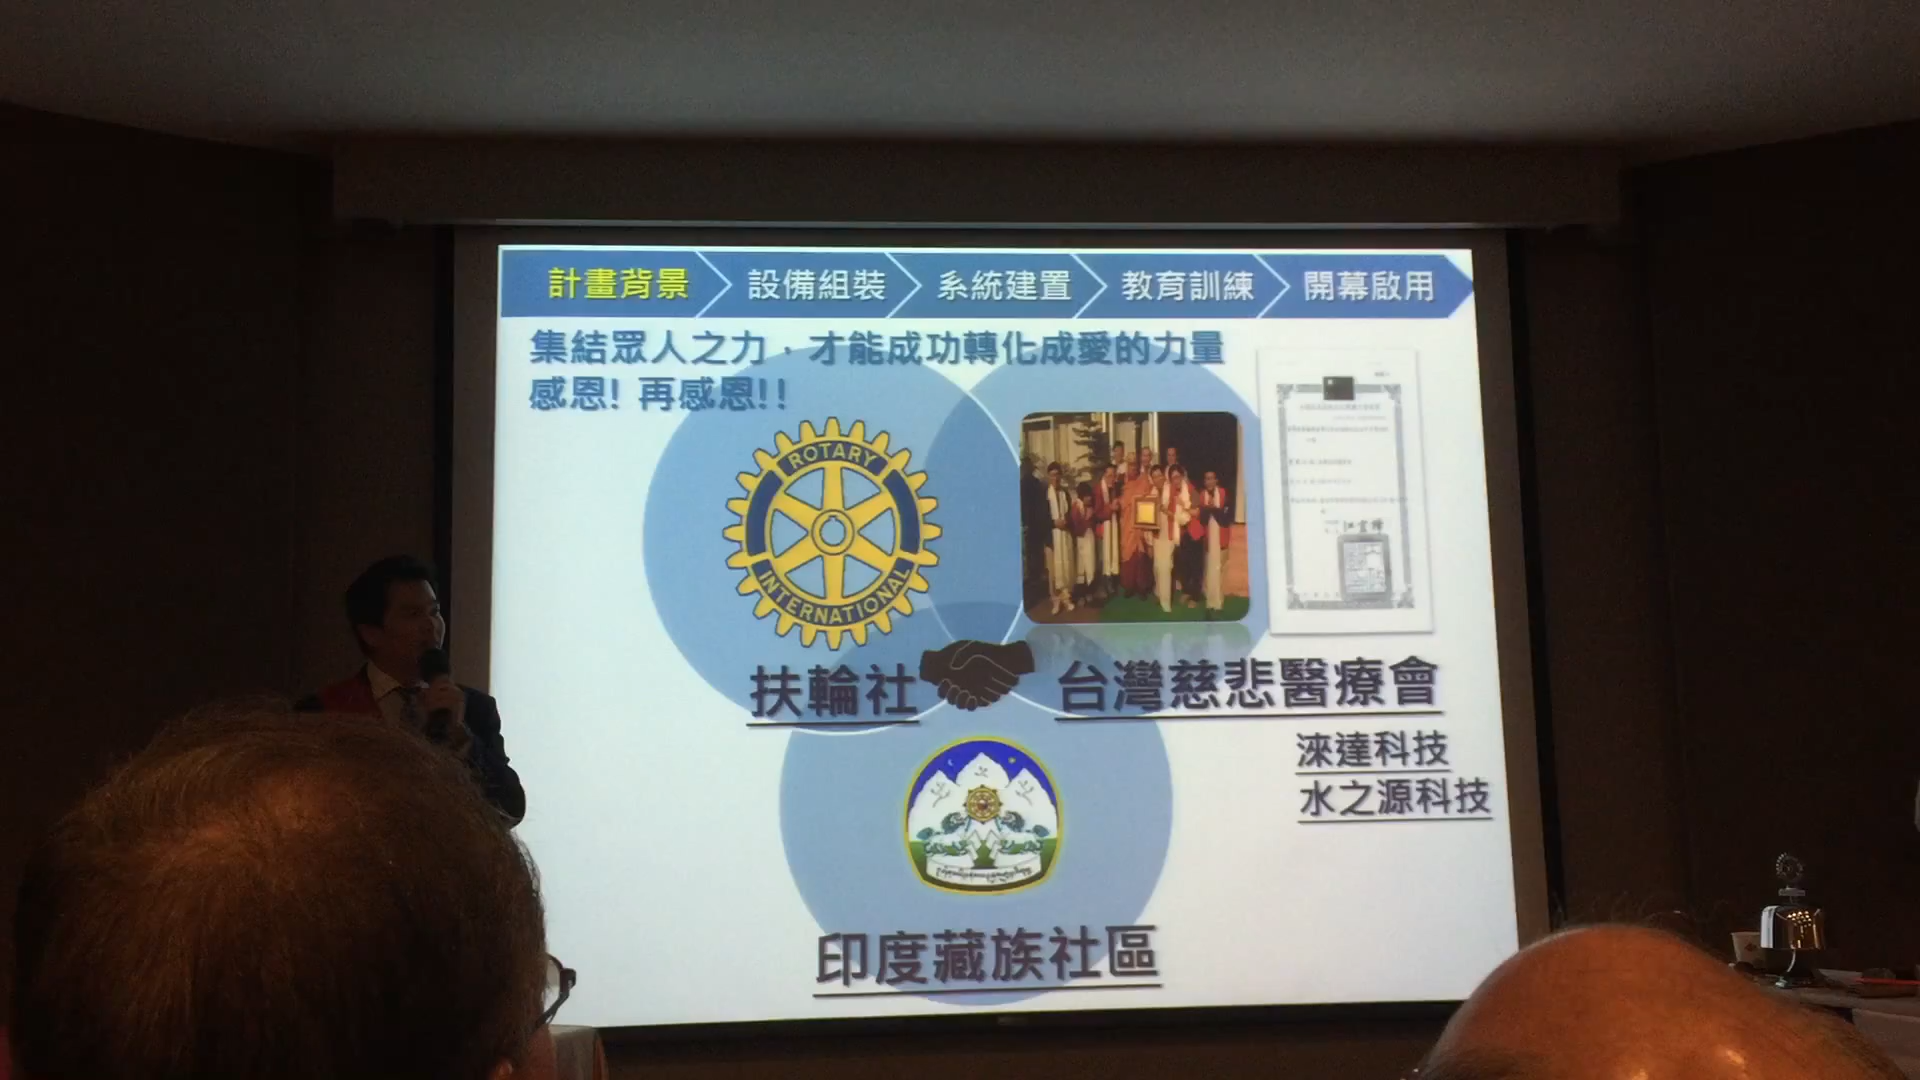 計畫背景
設備組裝
系統建置
教育訓練
開幕啟用
集結眾人之力，才能成功轉化成愛的力量
感恩! 再感恩!!
ROTARY
INTERNATIONAL
扶輪社
台灣慈悲醫療會
淶達科技
水之源科技
印度藏族社區